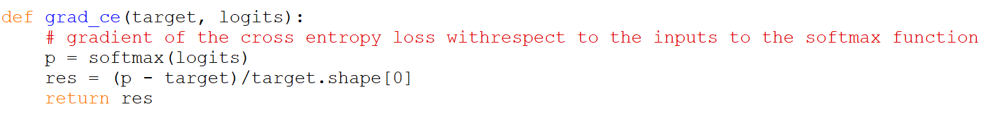 def grad_ce(target, logits):
    # gradient of the cross entropy loss withrespect to the inputs to the softmax function
    p = softmax(logits)
    res = (p - target)/target.shape[0]
    return res